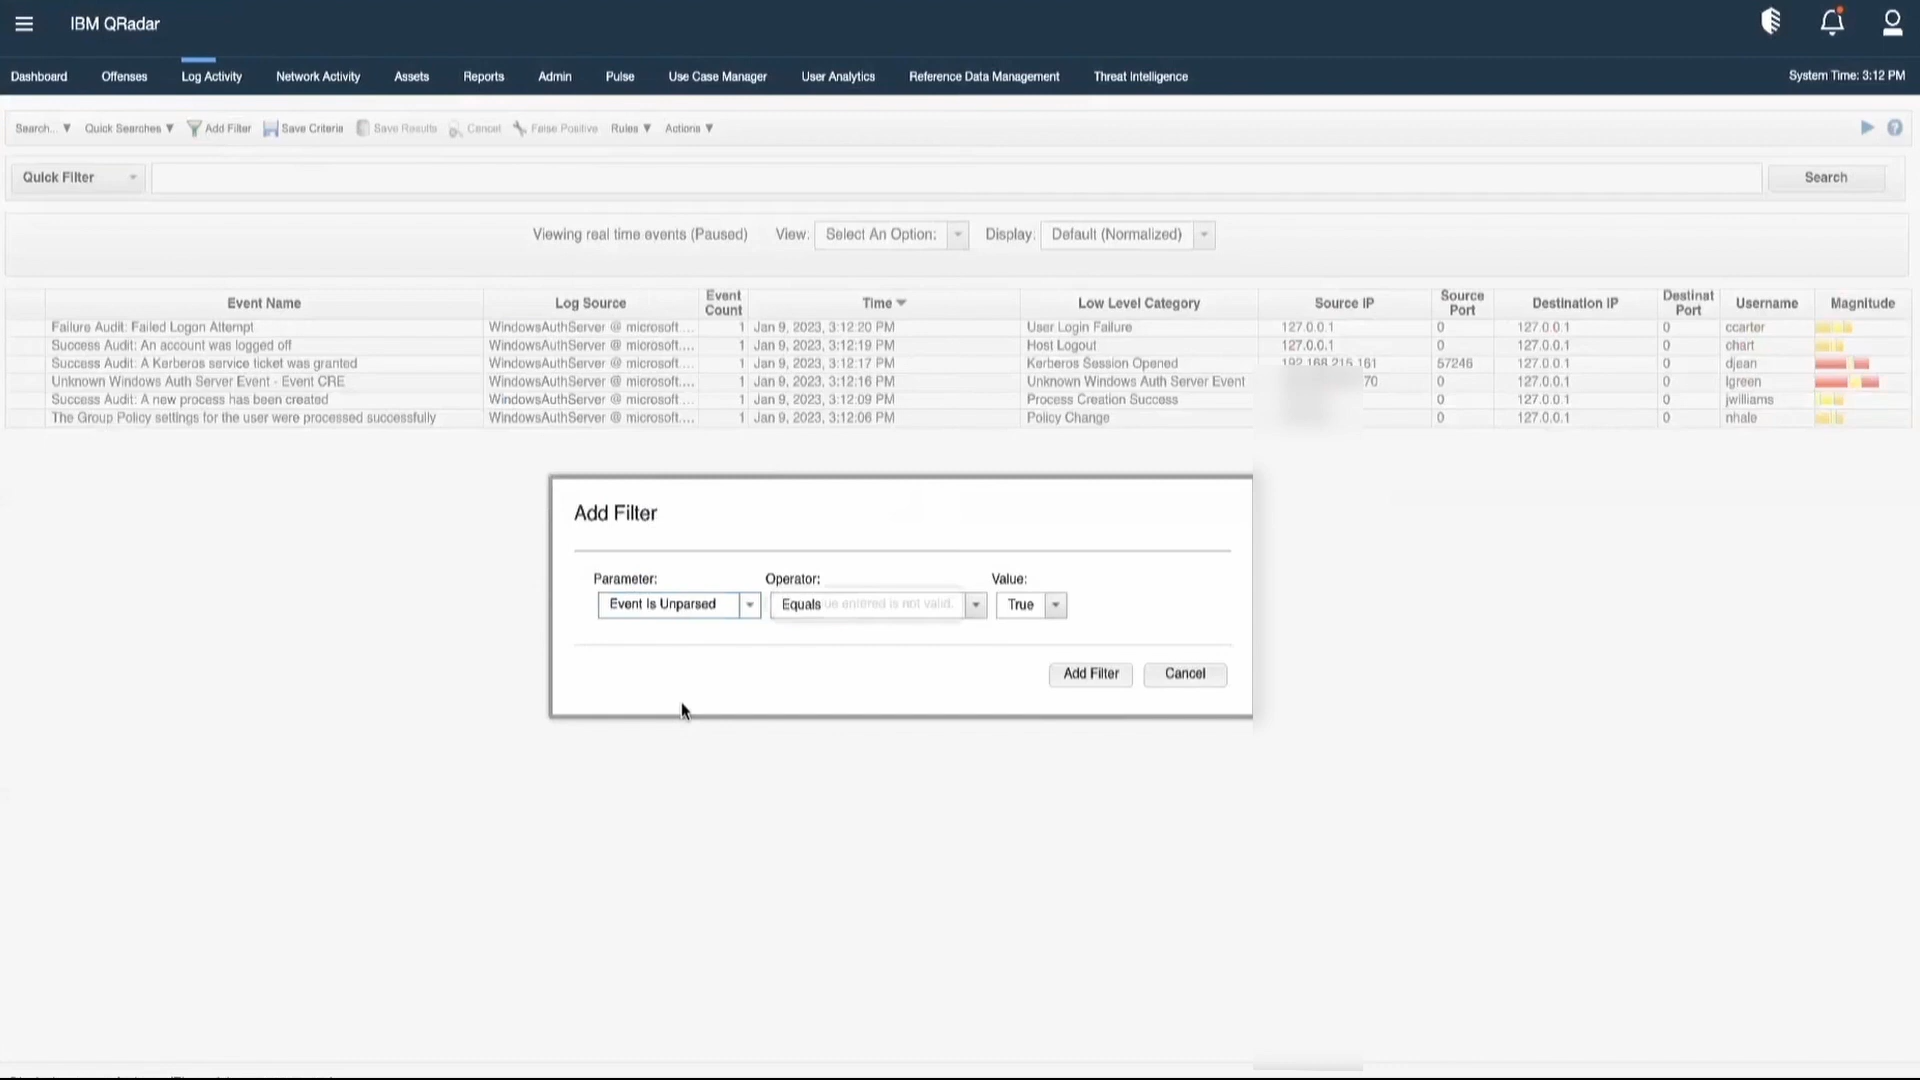 IBM QRadar
Dashboard Offenses Log Activity Network Activity Assets Reports Admin Pulse Use Case Manager User Analytics Reference Data Management Threat Intelligence System Time: 3:12 PM
Search... Quick Searches Add Filter Save Criteria Save Results Cancel False Positive Rules Actions
Quick Filter Search
Viewing real time events (Paused) View: Select An Option: Display: Default (Normalized)
Event Name Log Source Event Count Time Low Level Category Source IP Source Port Destination IP Destinat Port Username Magnitude
Failure Audit: Failed Logon Attempt WindowsAuthServer @ microsoft.... 1 Jan 9, 2023, 3:12:20 PM User Login Failure 127.0.0.1 0 127.0.0.1 0 ccarter
Success Audit: An account was logged off WindowsAuthServer @ microsoft.... 1 Jan 9, 2023, 3:12:19 PM Host Logout 127.0.0.1 0 127.0.0.1 0 chart
Success Audit: A Kerberos service ticket was granted WindowsAuthServer @ microsoft.... 1 Jan 9, 2023, 3:12:17 PM Kerberos Session Opened 192.168.215.161 57246 127.0.0.1 0 djean
Unknown Windows Auth Server Event - Event CRE WindowsAuthServer @ microsoft.... 1 Jan 9, 2023, 3:12:16 PM Unknown Windows Auth Server Event 70 0 127.0.0.1 0 lgreen
Success Audit: A new process has been created WindowsAuthServer @ microsoft.... 1 Jan 9, 2023, 3:12:09 PM Process Creation Success 0 127.0.0.1 0 jwilliams
The Group Policy settings for the user were processed successfully WindowsAuthServer @ microsoft.... 1 Jan 9, 2023, 3:12:06 PM Policy Change 0 127.0.0.1 0 nhale
Add Filter
Parameter: Operator: Value:
Event Is Unparsed Equals ue entered is not valid. True
Add Filter Cancel